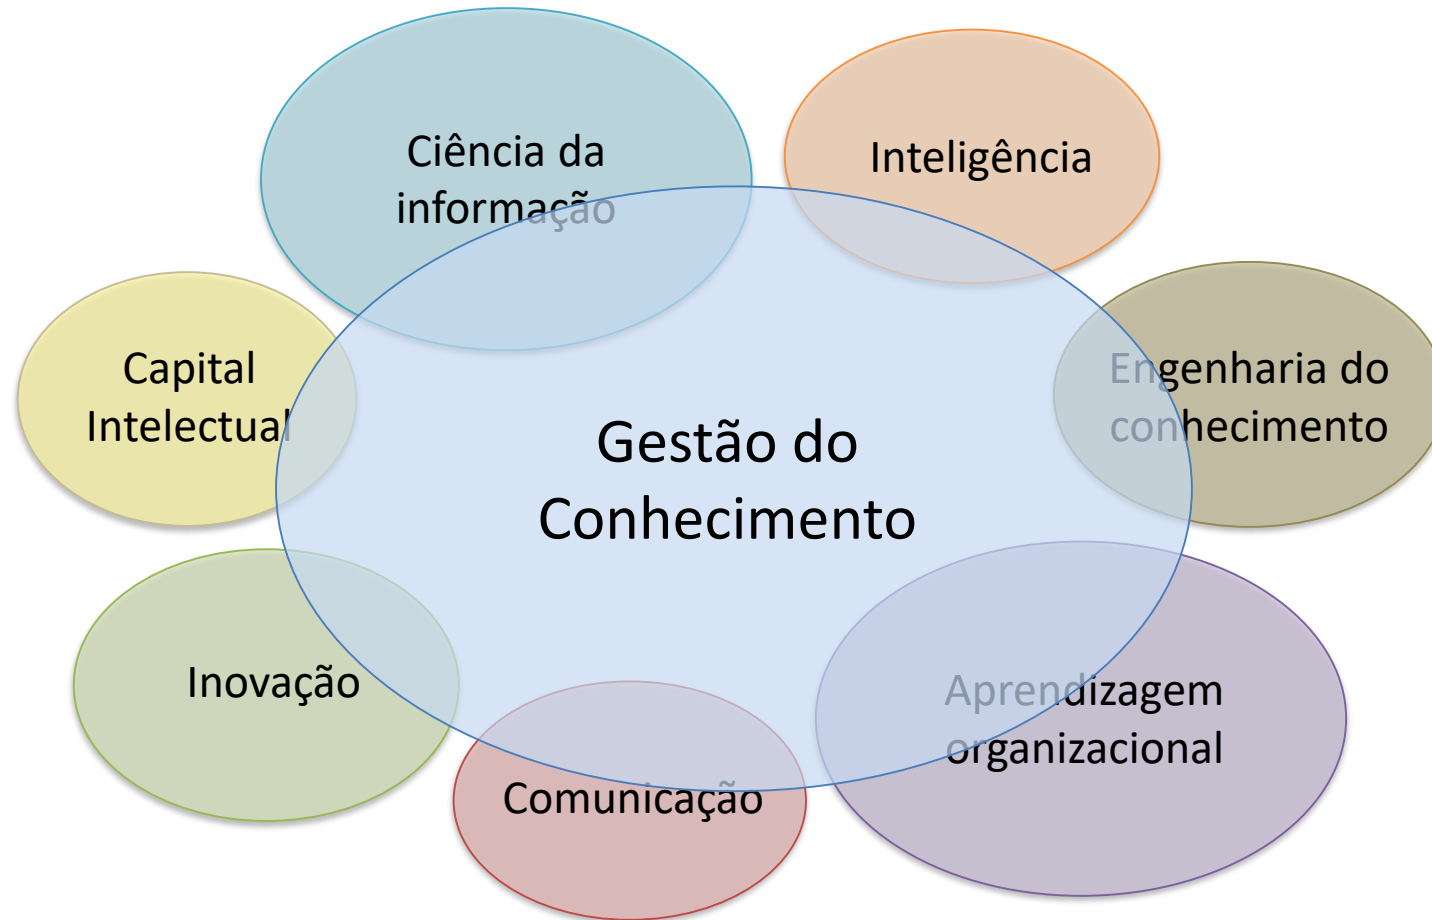 Ciência da
informação
Inteligência
Capital
Intelectual
Engenharia do
conhecimento
Gestão do
Conhecimento
Inovação
Aprendizagem
organizacional
Comunicação